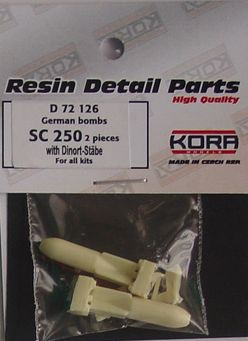 Resin Detail Parts
High Quality
D 72 126
German bombs
SC 250 2 pieces
with Dinort-Stäbe
For all kits
KORA
MODELS
MADE IN CZECH REP.